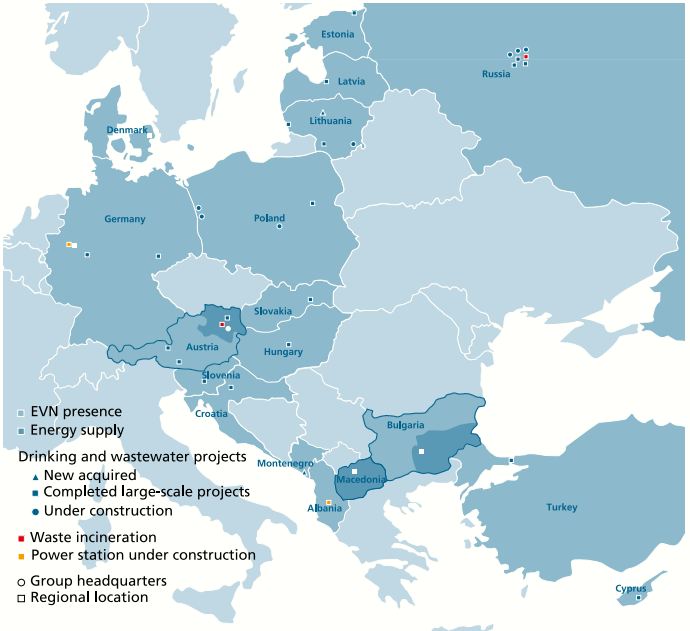 Estonia
Russia
Latvia
Lithuania
Denmark
Germany
Poland
Slovakia
Austria
Hungary
Slovenia
Croatia
EVN presence
Energy supply
Bulgaria
Drinking and wastewater projects
Montenegro
New acquired
Macedonia
Completed large-scale projects
Albania
Under construction
Turkey
Waste incineration
Power station under construction
Group headquarters
Cyprus
Regional location